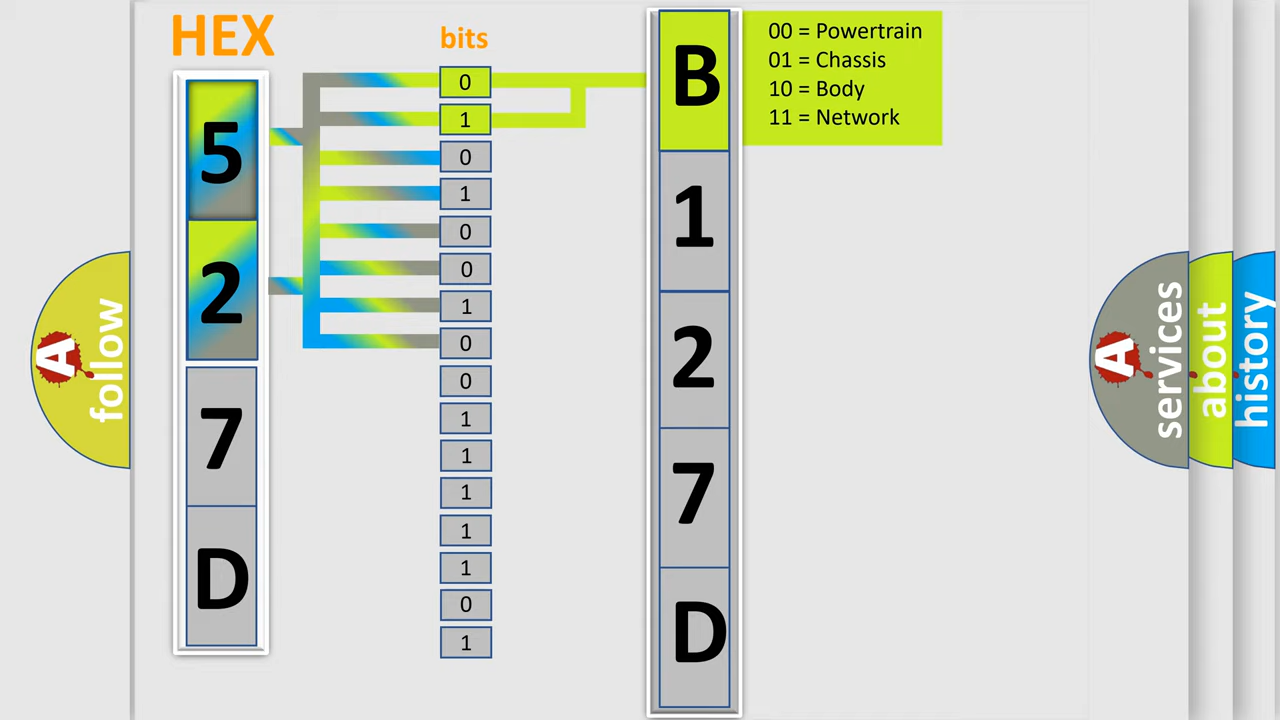 HEX
5
2
7
D
bits
0
1
0
1
0
0
1
0
0
1
1
1
1
1
0
1
B
1
2
7
D
00 = Powertrain
01 = Chassis
10 = Body
11 = Network
A
follow
A
services
about
history